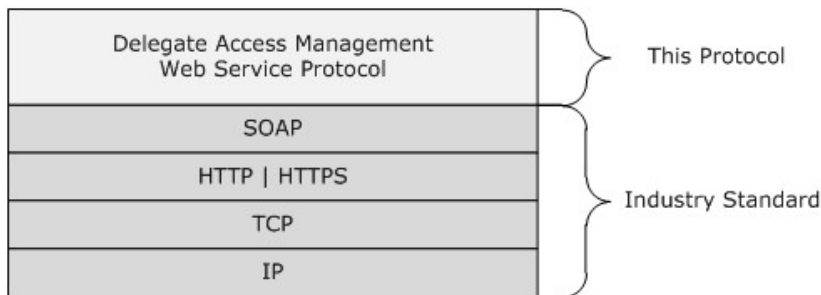 Delegate Access Management
Web Service Protocol
This Protocol
SOAP
HTTP | HTTPS
TCP
IP
Industry Standard